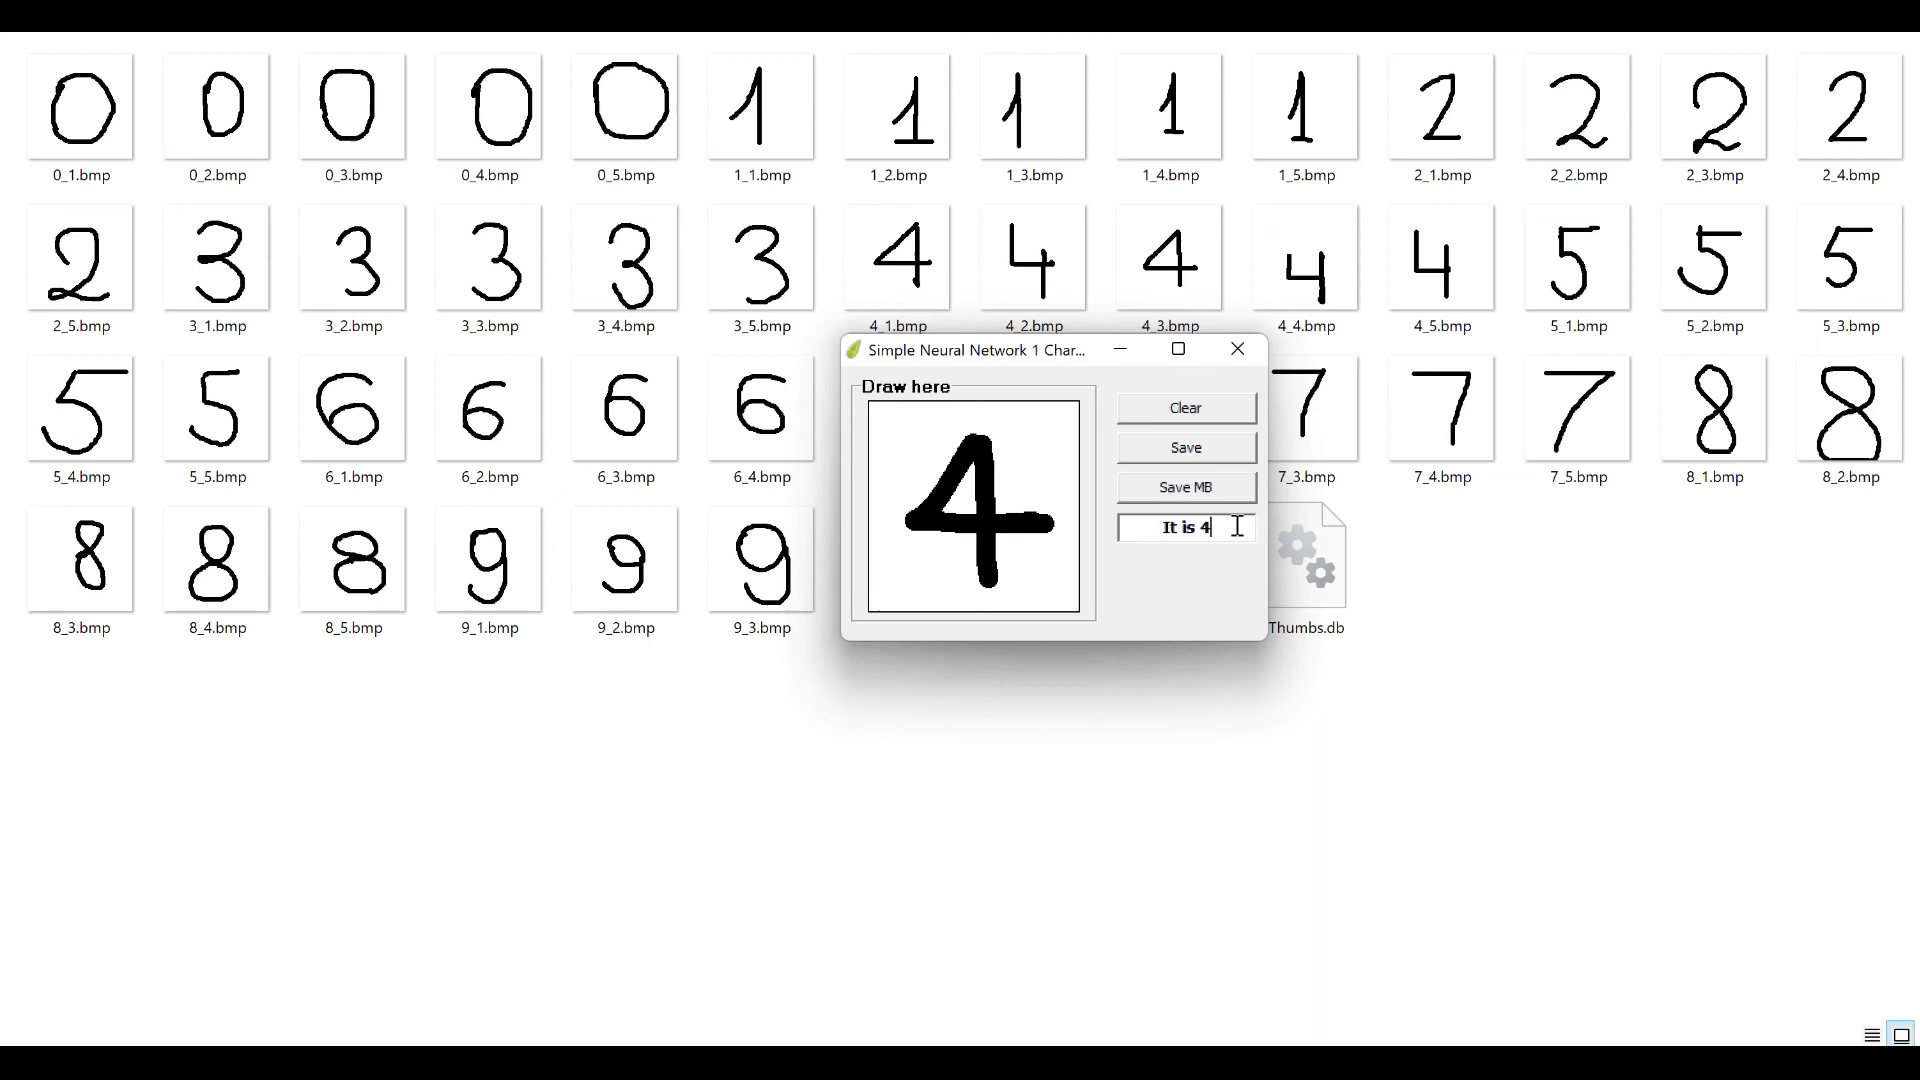 0 0 0 0 0 1 1 1 1 1 2 2 2 2
0_1.bmp 0_2.bmp 0_3.bmp 0_4.bmp 0_5.bmp 1_1.bmp 1_2.bmp 1_3.bmp 1_4.bmp 1_5.bmp 2_1.bmp 2_2.bmp 2_3.bmp 2_4.bmp
2 3 3 3 3 3 4 4 4 4 4 5 5 5
2_5.bmp 3_1.bmp 3_2.bmp 3_3.bmp 3_4.bmp 3_5.bmp 4_1.bmp 4_2.bmp 4_3.bmp 4_4.bmp 4_5.bmp 5_1.bmp 5_2.bmp 5_3.bmp
5 5 6 6 6 6 7 7 7 8 8
5_4.bmp 5_5.bmp 6_1.bmp 6_2.bmp 6_3.bmp 6_4.bmp 7_3.bmp 7_4.bmp 7_5.bmp 8_1.bmp 8_2.bmp
8 8 8 9 9 9
8_3.bmp 8_4.bmp 8_5.bmp 9_1.bmp 9_2.bmp 9_3.bmp Thumbs.db
Simple Neural Network 1 Char...
Draw here
4
Clear
Save
Save MB
It is 4